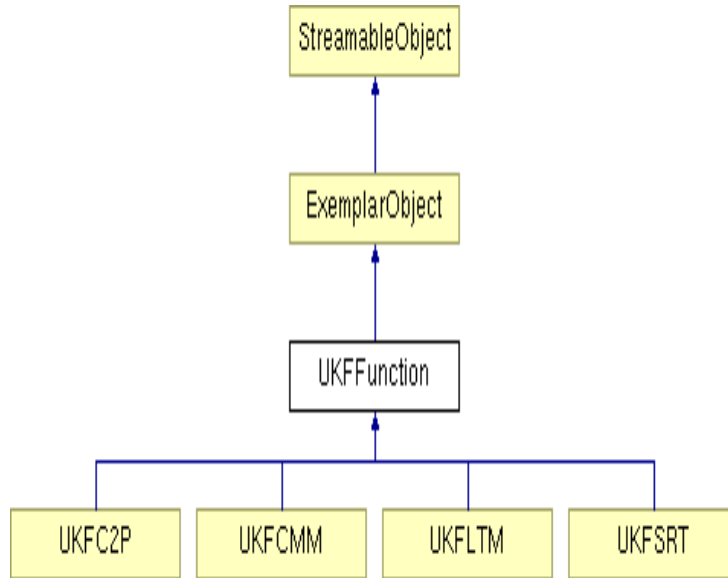 StreamableObject
ExemplarObject
UKFFunction
UKFC2P
UKFCMM
UKFLTM
UKFSRT